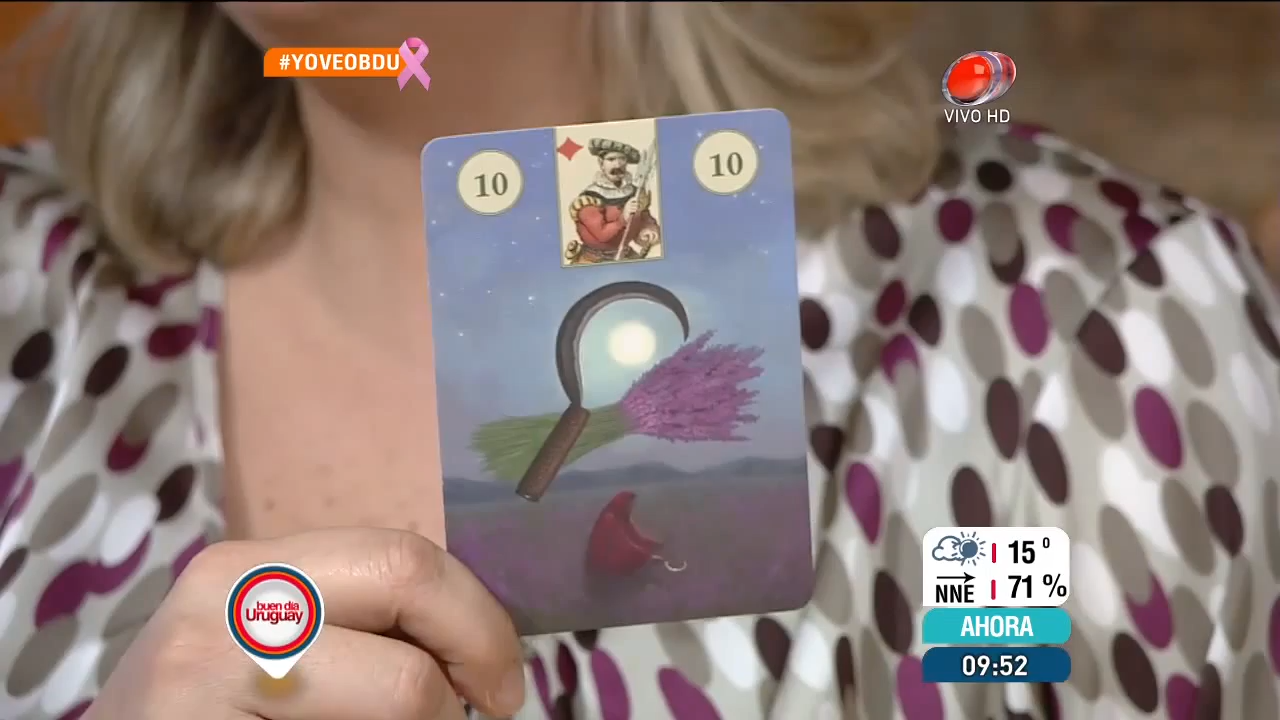 #YOVEOBDU
VIVO HD
10
10
buen día
Uruguay
15°
NNE
71 %
AHORA
09:52